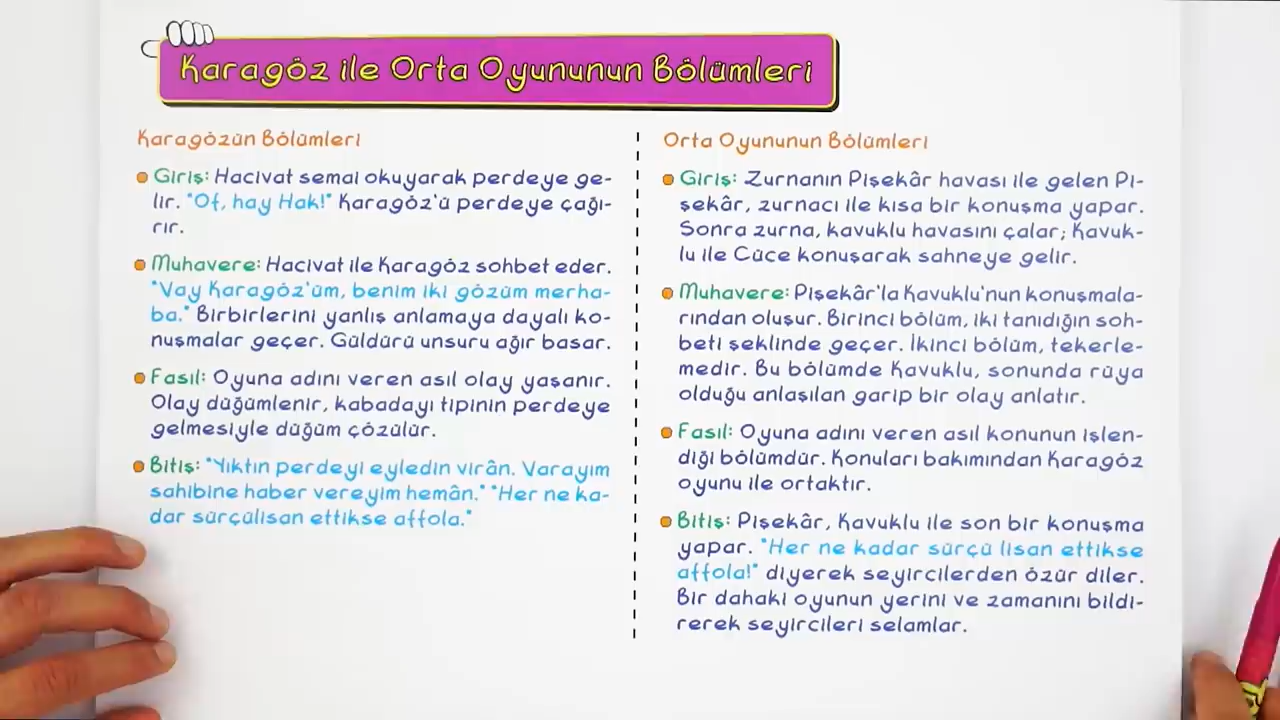 Karagöz ile Orta Oyununun Bölümleri
Karagözün Bölümleri
Giriş: Hacivat semai okuyarak perdeye ge-
lir. "Of, hay Hak!" Karagöz'ü perdeye çağı-
rır.
Muhavere: Hacivat ile Karagöz sohbet eder.
"Vay Karagöz'üm, benim iki gözüm merha-
ba." Birbirlerini yanlış anlamaya dayalı ko-
nuşmalar geçer. Güldürü unsuru ağır basar.
Fasıl: Oyuna adını veren asıl olay yaşanır.
Olay düğümlenir, kabadayı tipinin perdeye
gelmesiyle düğüm çözülür.
Bitiş: "Yıktın perdeyi eyledin virân. Varayım
sahibine haber vereyim hemân." "Her ne ka-
dar sürçülisan ettikse affola."
Orta Oyununun Bölümleri
Giriş: Zurnanın Pişekâr havası ile gelen Pi-
şekâr, zurnacı ile kısa bir konuşma yapar.
Sonra zurna, kavuklu havasını çalar; Kavuk-
lu ile Cüce konuşarak sahneye gelir.
Muhavere: Pişekâr'la Kavuklu'nun konuşmala-
rından oluşur. Birinci bölüm, iki tanıdığın soh-
beti şeklinde geçer. İkinci bölüm, tekerle-
medir. Bu bölümde Kavuklu, sonunda rüya
olduğu anlaşılan garip bir olay anlatır.
Fasıl: Oyuna adını veren asıl konunun işlen-
diği bölümdür. Konuları bakımından Karagöz
oyunu ile ortaktır.
Bitiş: Pişekâr, Kavuklu ile son bir konuşma
yapar. "Her ne kadar sürçü lisan ettikse
affola!" diyerek seyircilerden özür diler.
Bir dahaki oyunun yerini ve zamanını bildi-
rerek seyircileri selamlar.